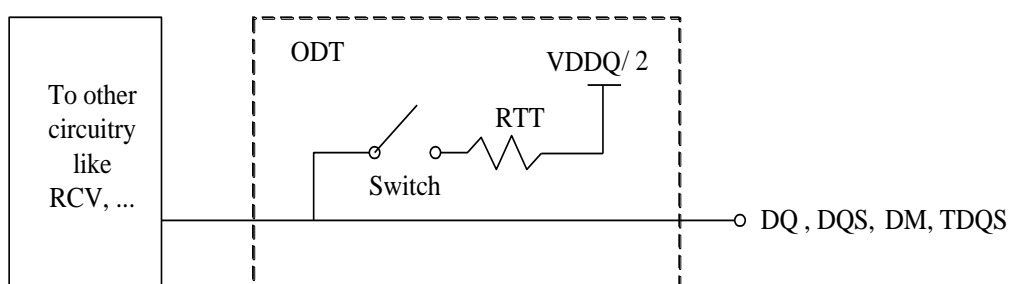 To other
circuitry
like
RCV, ...
ODT
VDDQ/ 2
RTT
Switch
DQ , DQS, DM, TDQS